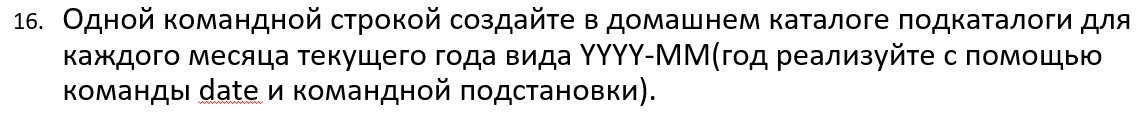 16. Одной командной строкой создайте в домашнем каталоге подкаталоги для
каждого месяца текущего года вида YYYY-MM(год реализуйте с помощью
команды date и командной подстановки).